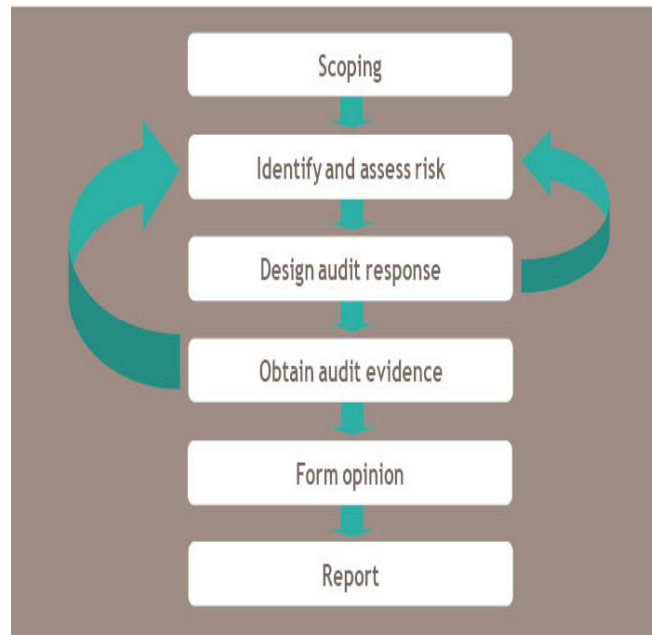 Scoping
Identify and assess risk
Design audit response
Obtain audit evidence
Form opinion
Report